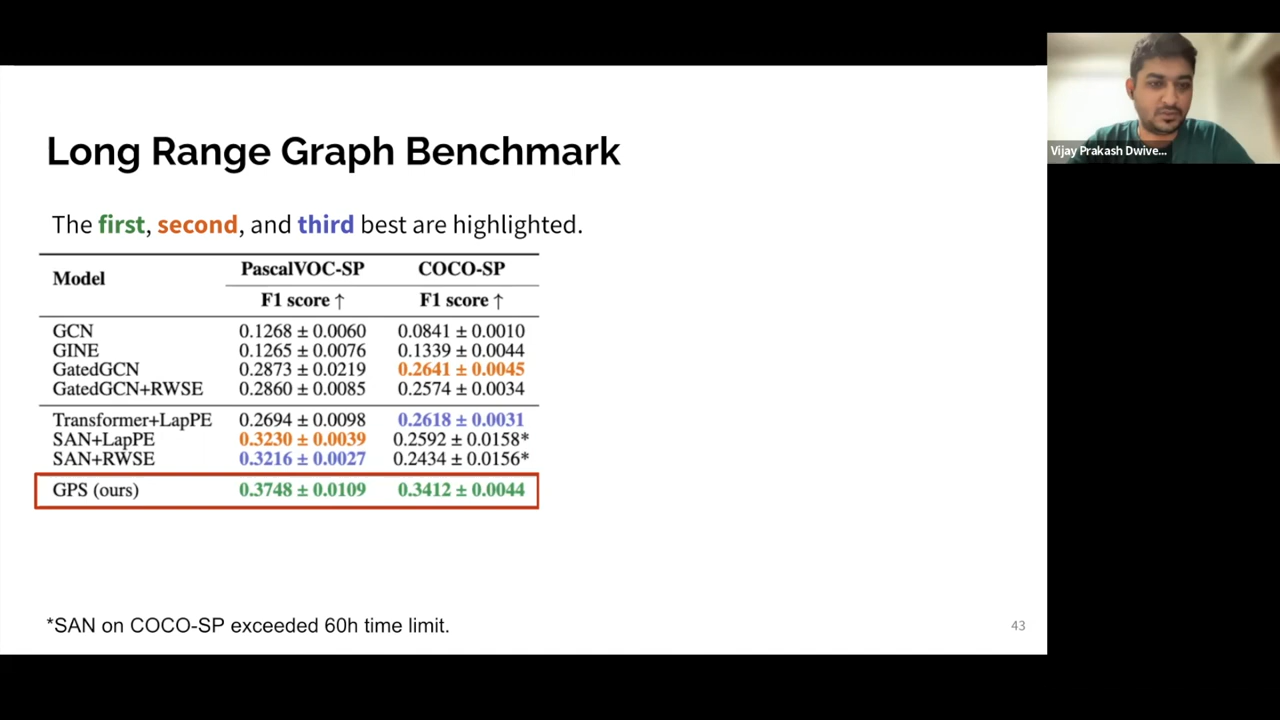 Long Range Graph Benchmark
The first, second, and third best are highlighted.
Model PascalVOC-SP COCO-SP
F1 score ↑ F1 score ↑
GCN 0.1268 ± 0.0060 0.0841 ± 0.0010
GINE 0.1265 ± 0.0076 0.1339 ± 0.0044
GatedGCN 0.2873 ± 0.0219 0.2641 ± 0.0045
GatedGCN+RWSE 0.2860 ± 0.0085 0.2574 ± 0.0034
Transformer+LapPE 0.2694 ± 0.0098 0.2618 ± 0.0031
SAN+LapPE 0.3230 ± 0.0039 0.2592 ± 0.0158*
SAN+RWSE 0.3216 ± 0.0027 0.2434 ± 0.0156*
GPS (ours) 0.3748 ± 0.0109 0.3412 ± 0.0044
*SAN on COCO-SP exceeded 60h time limit.
43
Vijay Prakash Dwive...